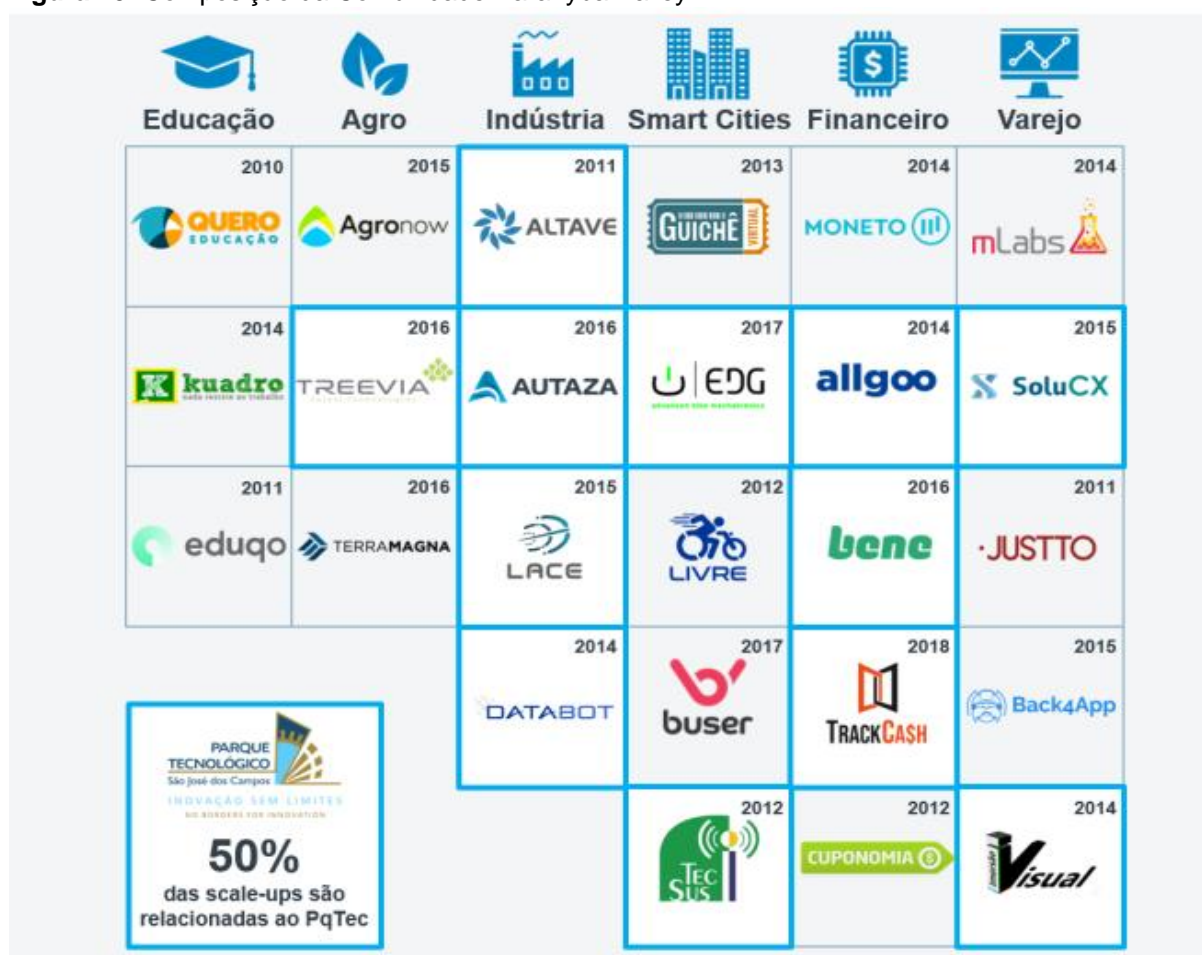 Educação Agro Indústria Smart Cities Financeiro Varejo
2010 2015 2011 2013 2014 2014
QUERO EDUCAÇÃO Agronow ALTAVE GUICHÊ VIRTUAL MONETO mLabs
2014 2016 2016 2017 2014 2015
K kuadro TREEVIA AUTAZA EDG allgoo SoluCX
2011 2016 2015 2012 2016 2011
eduqo TERRAMAGNA LACE LIVRE bene ·JUSTTO
2014 2017 2018 2015
DATABOT buser TRACKCA$H Back4App
2012 2012 2014
TEC SUS CUPONOMIA $ Visual
PARQUE
TECNOLÓGICO
São José dos Campos
INOVAÇÃO SEM LIMITES
NO BORDERS FOR INNOVATION
50%
das scale-ups são
relacionadas ao PqTec